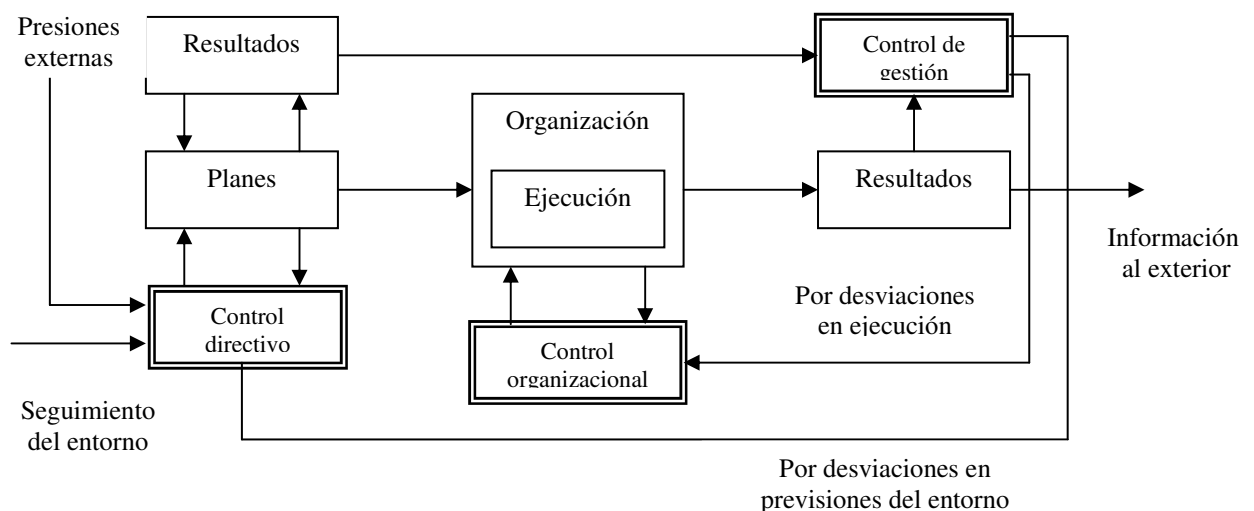 Presiones
externas
Resultados
Control de
gestión
Organización
Planes
Ejecución
Resultados
Información
al exterior
Control
directivo
Por desviaciones
en ejecución
Control
organizacional
Seguimiento
del entorno
Por desviaciones en
previsiones del entorno